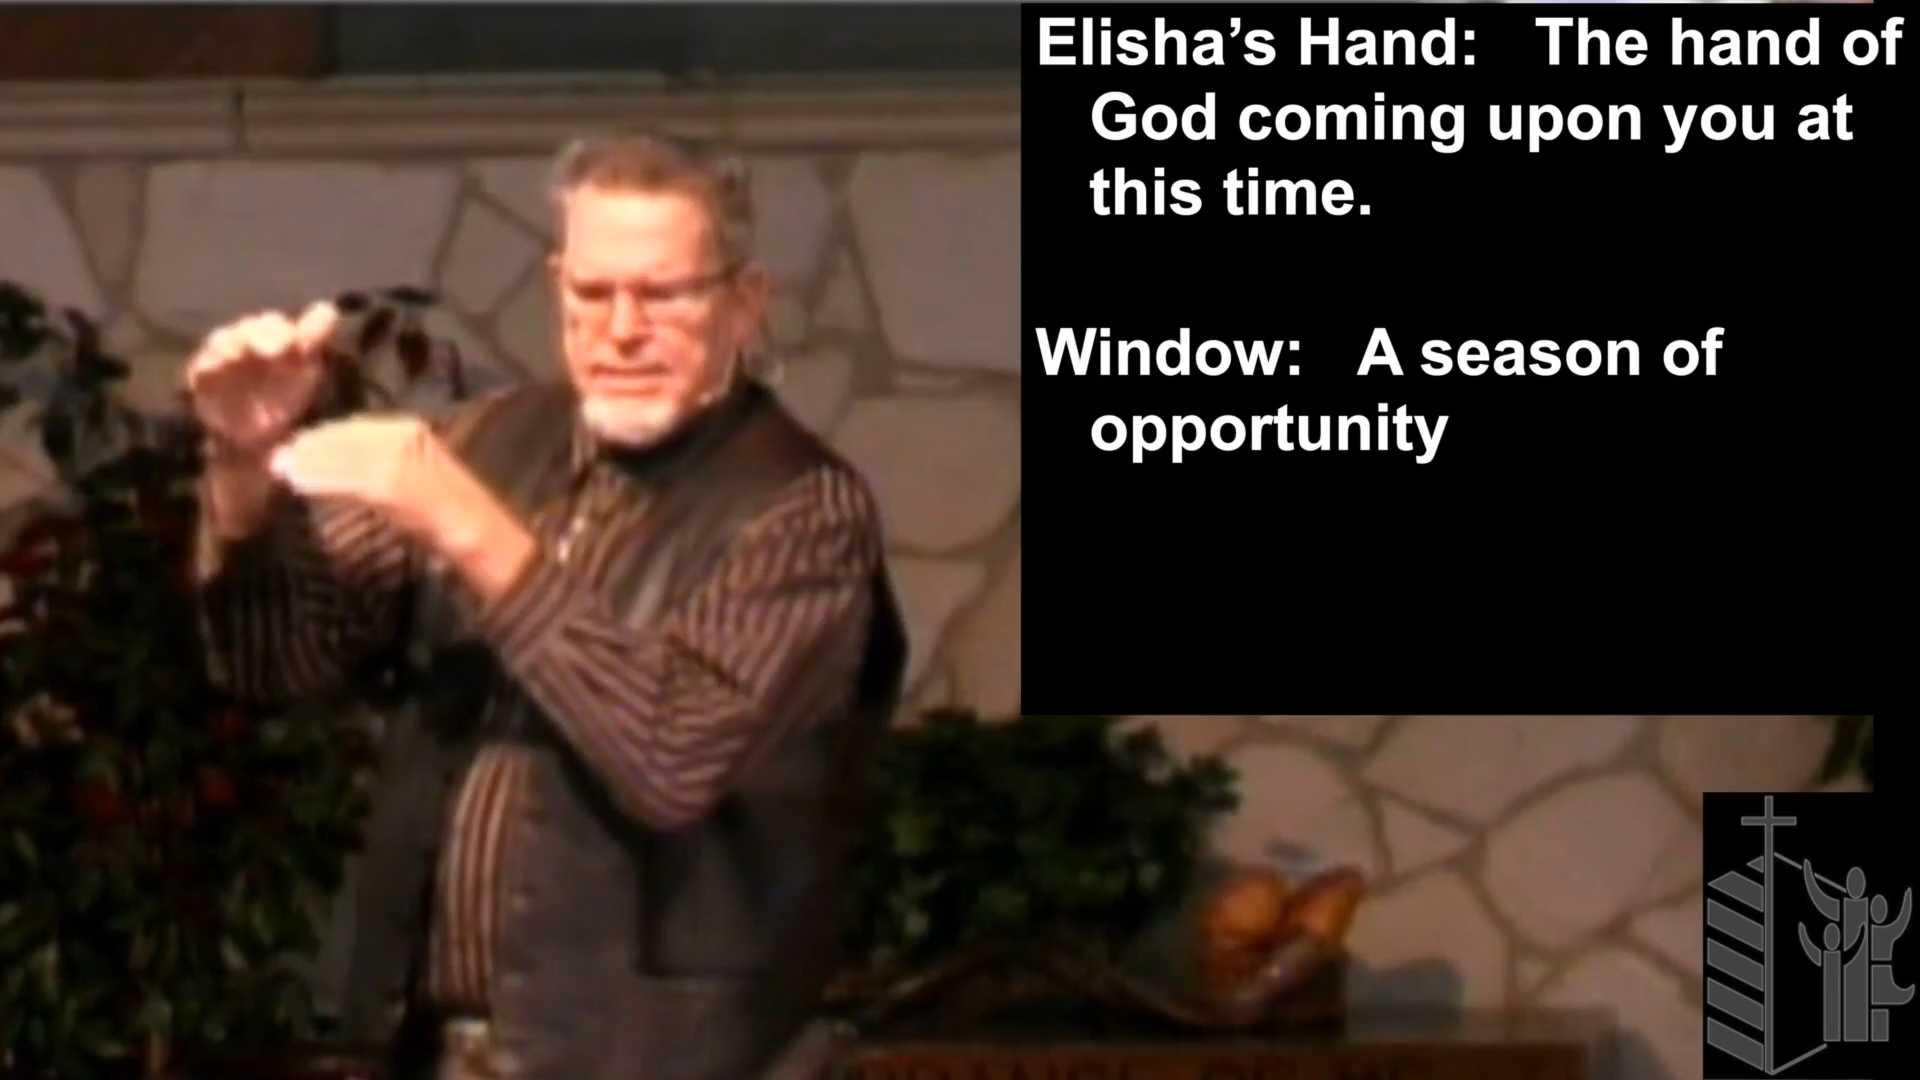 Elisha’s Hand: The hand of
God coming upon you at
this time.
Window: A season of
opportunity